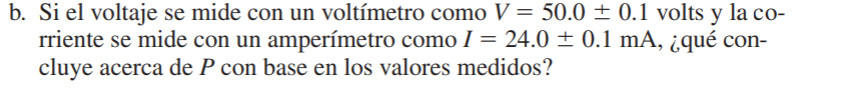 b. Si el voltaje se mide con un voltímetro como V = 50.0 ± 0.1 volts y la co-
rriente se mide con un amperímetro como I = 24.0 ± 0.1 mA, ¿qué con-
cluye acerca de P con base en los valores medidos?